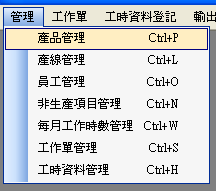 管理 工作單 工時資料登記 輸出
產品管理 Ctrl+P
產線管理 Ctrl+L
員工管理 Ctrl+O
非生產項目管理 Ctrl+N
每月工作時數管理 Ctrl+W
工作單管理 Ctrl+S
工時資料管理 Ctrl+H